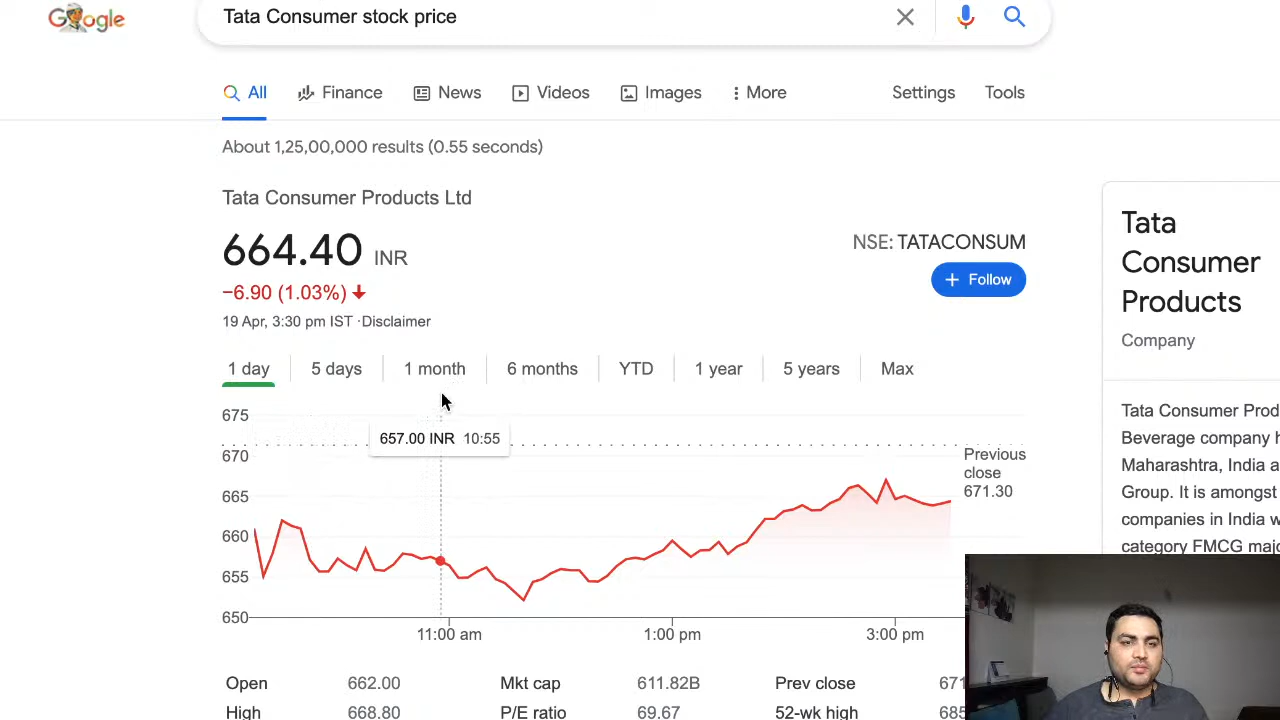 Google
Tata Consumer stock price
All Finance News Videos Images More Settings Tools
About 1,25,00,000 results (0.55 seconds)
Tata Consumer Products Ltd
664.40 INR
−6.90 (1.03%)
19 Apr, 3:30 pm IST ·Disclaimer
NSE: TATACONSUM
+ Follow
1 day 5 days 1 month 6 months YTD 1 year 5 years Max
675
670
665
660
655
650
657.00 INR 10:55
Previous
close
671.30
11:00 am 1:00 pm 3:00 pm
Open 662.00 Mkt cap 611.82B Prev close 671
High 668.80 P/E ratio 69.67 52-wk high 685
Tata
Consumer
Products
Company
Tata Consumer Prod
Beverage company h
Maharashtra, India a
Group. It is amongst
companies in India w
category FMCG majo